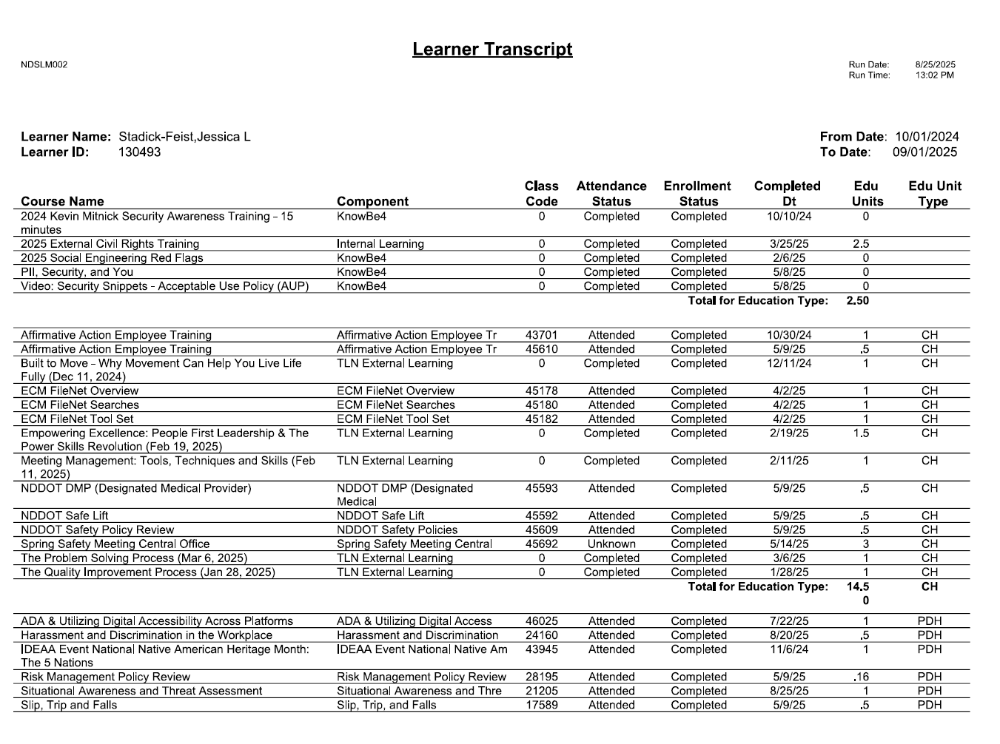 Learner Transcript
NDSLM002
Run Date: 8/25/2025
Run Time: 13:02 PM
Learner Name: Stadick-Feist,Jessica L
From Date: 10/01/2024
Learner ID: 130493
To Date: 09/01/2025
Class Attendance Enrollment Completed Edu Edu Unit
Course Name Component Code Status Status Dt Units Type
2024 Kevin Mitnick Security Awareness Training - 15 KnowBe4 0 Completed Completed 10/10/24 0
minutes
2025 External Civil Rights Training Internal Learning 0 Completed Completed 3/25/25 2.5
2025 Social Engineering Red Flags KnowBe4 0 Completed Completed 2/6/25 0
PII, Security, and You KnowBe4 0 Completed Completed 5/8/25 0
Video: Security Snippets - Acceptable Use Policy (AUP) KnowBe4 0 Completed Completed 5/8/25 0
Total for Education Type: 2.50
Affirmative Action Employee Training Affirmative Action Employee Tr 43701 Attended Completed 10/30/24 1 CH
Affirmative Action Employee Training Affirmative Action Employee Tr 45610 Attended Completed 5/9/25 .5 CH
Built to Move - Why Movement Can Help You Live Life TLN External Learning 0 Completed Completed 12/11/24 1 CH
Fully (Dec 11, 2024)
ECM FileNet Overview ECM FileNet Overview 45178 Attended Completed 4/2/25 1 CH
ECM FileNet Searches ECM FileNet Searches 45180 Attended Completed 4/2/25 1 CH
ECM FileNet Tool Set ECM FileNet Tool Set 45182 Attended Completed 4/2/25 1 CH
Empowering Excellence: People First Leadership & The TLN External Learning 0 Completed Completed 2/19/25 1.5 CH
Power Skills Revolution (Feb 19, 2025)
Meeting Management: Tools, Techniques and Skills (Feb TLN External Learning 0 Completed Completed 2/11/25 1 CH
11, 2025)
NDDOT DMP (Designated Medical Provider) NDDOT DMP (Designated 45593 Attended Completed 5/9/25 .5 CH
Medical
NDDOT Safe Lift NDDOT Safe Lift 45592 Attended Completed 5/9/25 .5 CH
NDDOT Safety Policy Review NDDOT Safety Policies 45609 Attended Completed 5/9/25 .5 CH
Spring Safety Meeting Central Office Spring Safety Meeting Central 45692 Unknown Completed 5/14/25 3 CH
The Problem Solving Process (Mar 6, 2025) TLN External Learning 0 Completed Completed 3/6/25 1 CH
The Quality Improvement Process (Jan 28, 2025) TLN External Learning 0 Completed Completed 1/28/25 1 CH
Total for Education Type: 14.5 CH
0
ADA & Utilizing Digital Accessibility Across Platforms ADA & Utilizing Digital Access 46025 Attended Completed 7/22/25 1 PDH
Harassment and Discrimination in the Workplace Harassment and Discrimination 24160 Attended Completed 8/20/25 .5 PDH
IDEAA Event National Native American Heritage Month: IDEAA Event National Native Am 43945 Attended Completed 11/6/24 1 PDH
The 5 Nations
Risk Management Policy Review Risk Management Policy Review 28195 Attended Completed 5/9/25 .16 PDH
Situational Awareness and Threat Assessment Situational Awareness and Thre 21205 Attended Completed 8/25/25 1 PDH
Slip, Trip and Falls Slip, Trip, and Falls 17589 Attended Completed 5/9/25 .5 PDH